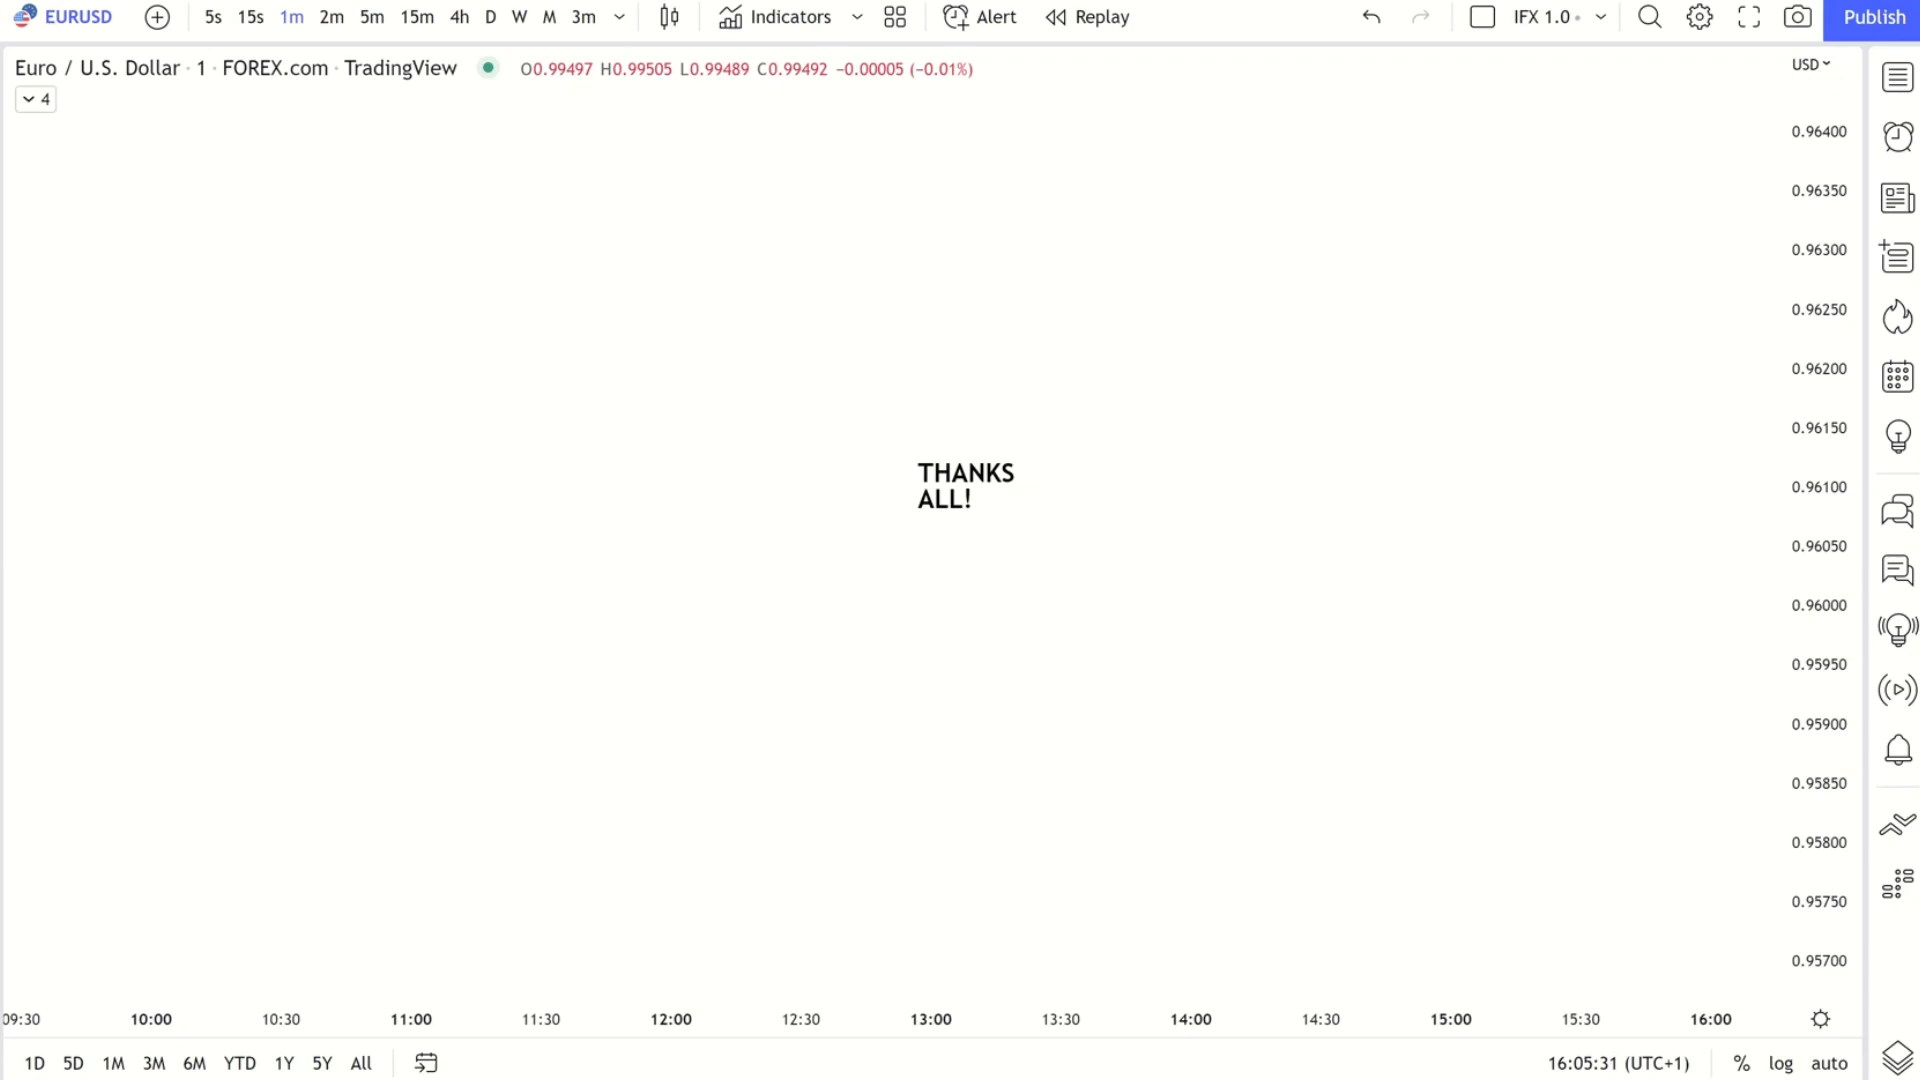 EURUSD 5s 15s 1m 2m 5m 15m 4h D W M 3m Indicators Alert Replay IFX 1.0 Publish
Euro / U.S. Dollar · 1 · FOREX.com · TradingView O0.99497 H0.99505 L0.99489 C0.99492 −0.00005 (−0.01%) USD
4
0.96400
0.96350
0.96300
0.96250
0.96200
0.96150
THANKS
ALL!
0.96100
0.96050
0.96000
0.95950
0.95900
0.95850
0.95800
0.95750
0.95700
09:30 10:00 10:30 11:00 11:30 12:00 12:30 13:00 13:30 14:00 14:30 15:00 15:30 16:00
1D 5D 1M 3M 6M YTD 1Y 5Y All 16:05:31 (UTC+1) % log auto